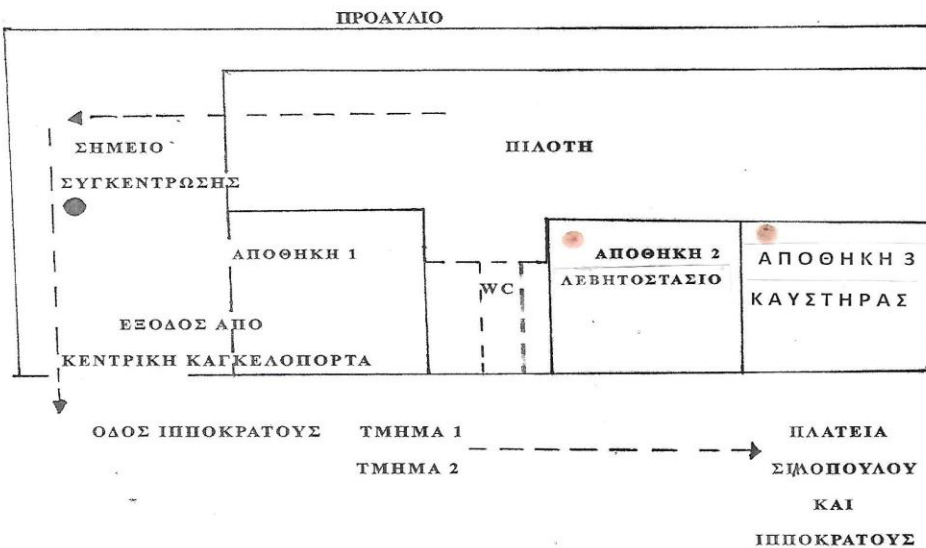 ΠΡΟΑΥΛΙΟ
ΣΗΜΕΙΟ
ΣΥΓΚΕΝΤΡΩΣΗΣ
ΠΙΛΟΤΗ
ΑΠΟΘΗΚΗ 1
WC
ΑΠΟΘΗΚΗ 2
ΛΕΒΗΤΟΣΤΑΣΙΟ
ΑΠΟΘΗΚΗ 3
ΚΑΥΣΤΗΡΑΣ
ΕΞΟΔΟΣ ΑΠΟ
ΚΕΝΤΡΙΚΗ ΚΑΓΚΕΛΟΠΟΡΤΑ
ΟΔΟΣ ΙΠΠΟΚΡΑΤΟΥΣ
ΤΜΗΜΑ 1
ΤΜΗΜΑ 2
ΠΛΑΤΕΙΑ
ΣΙΜΟΠΟΥΛΟΥ
ΚΑΙ
ΙΠΠΟΚΡΑΤΟΥΣ